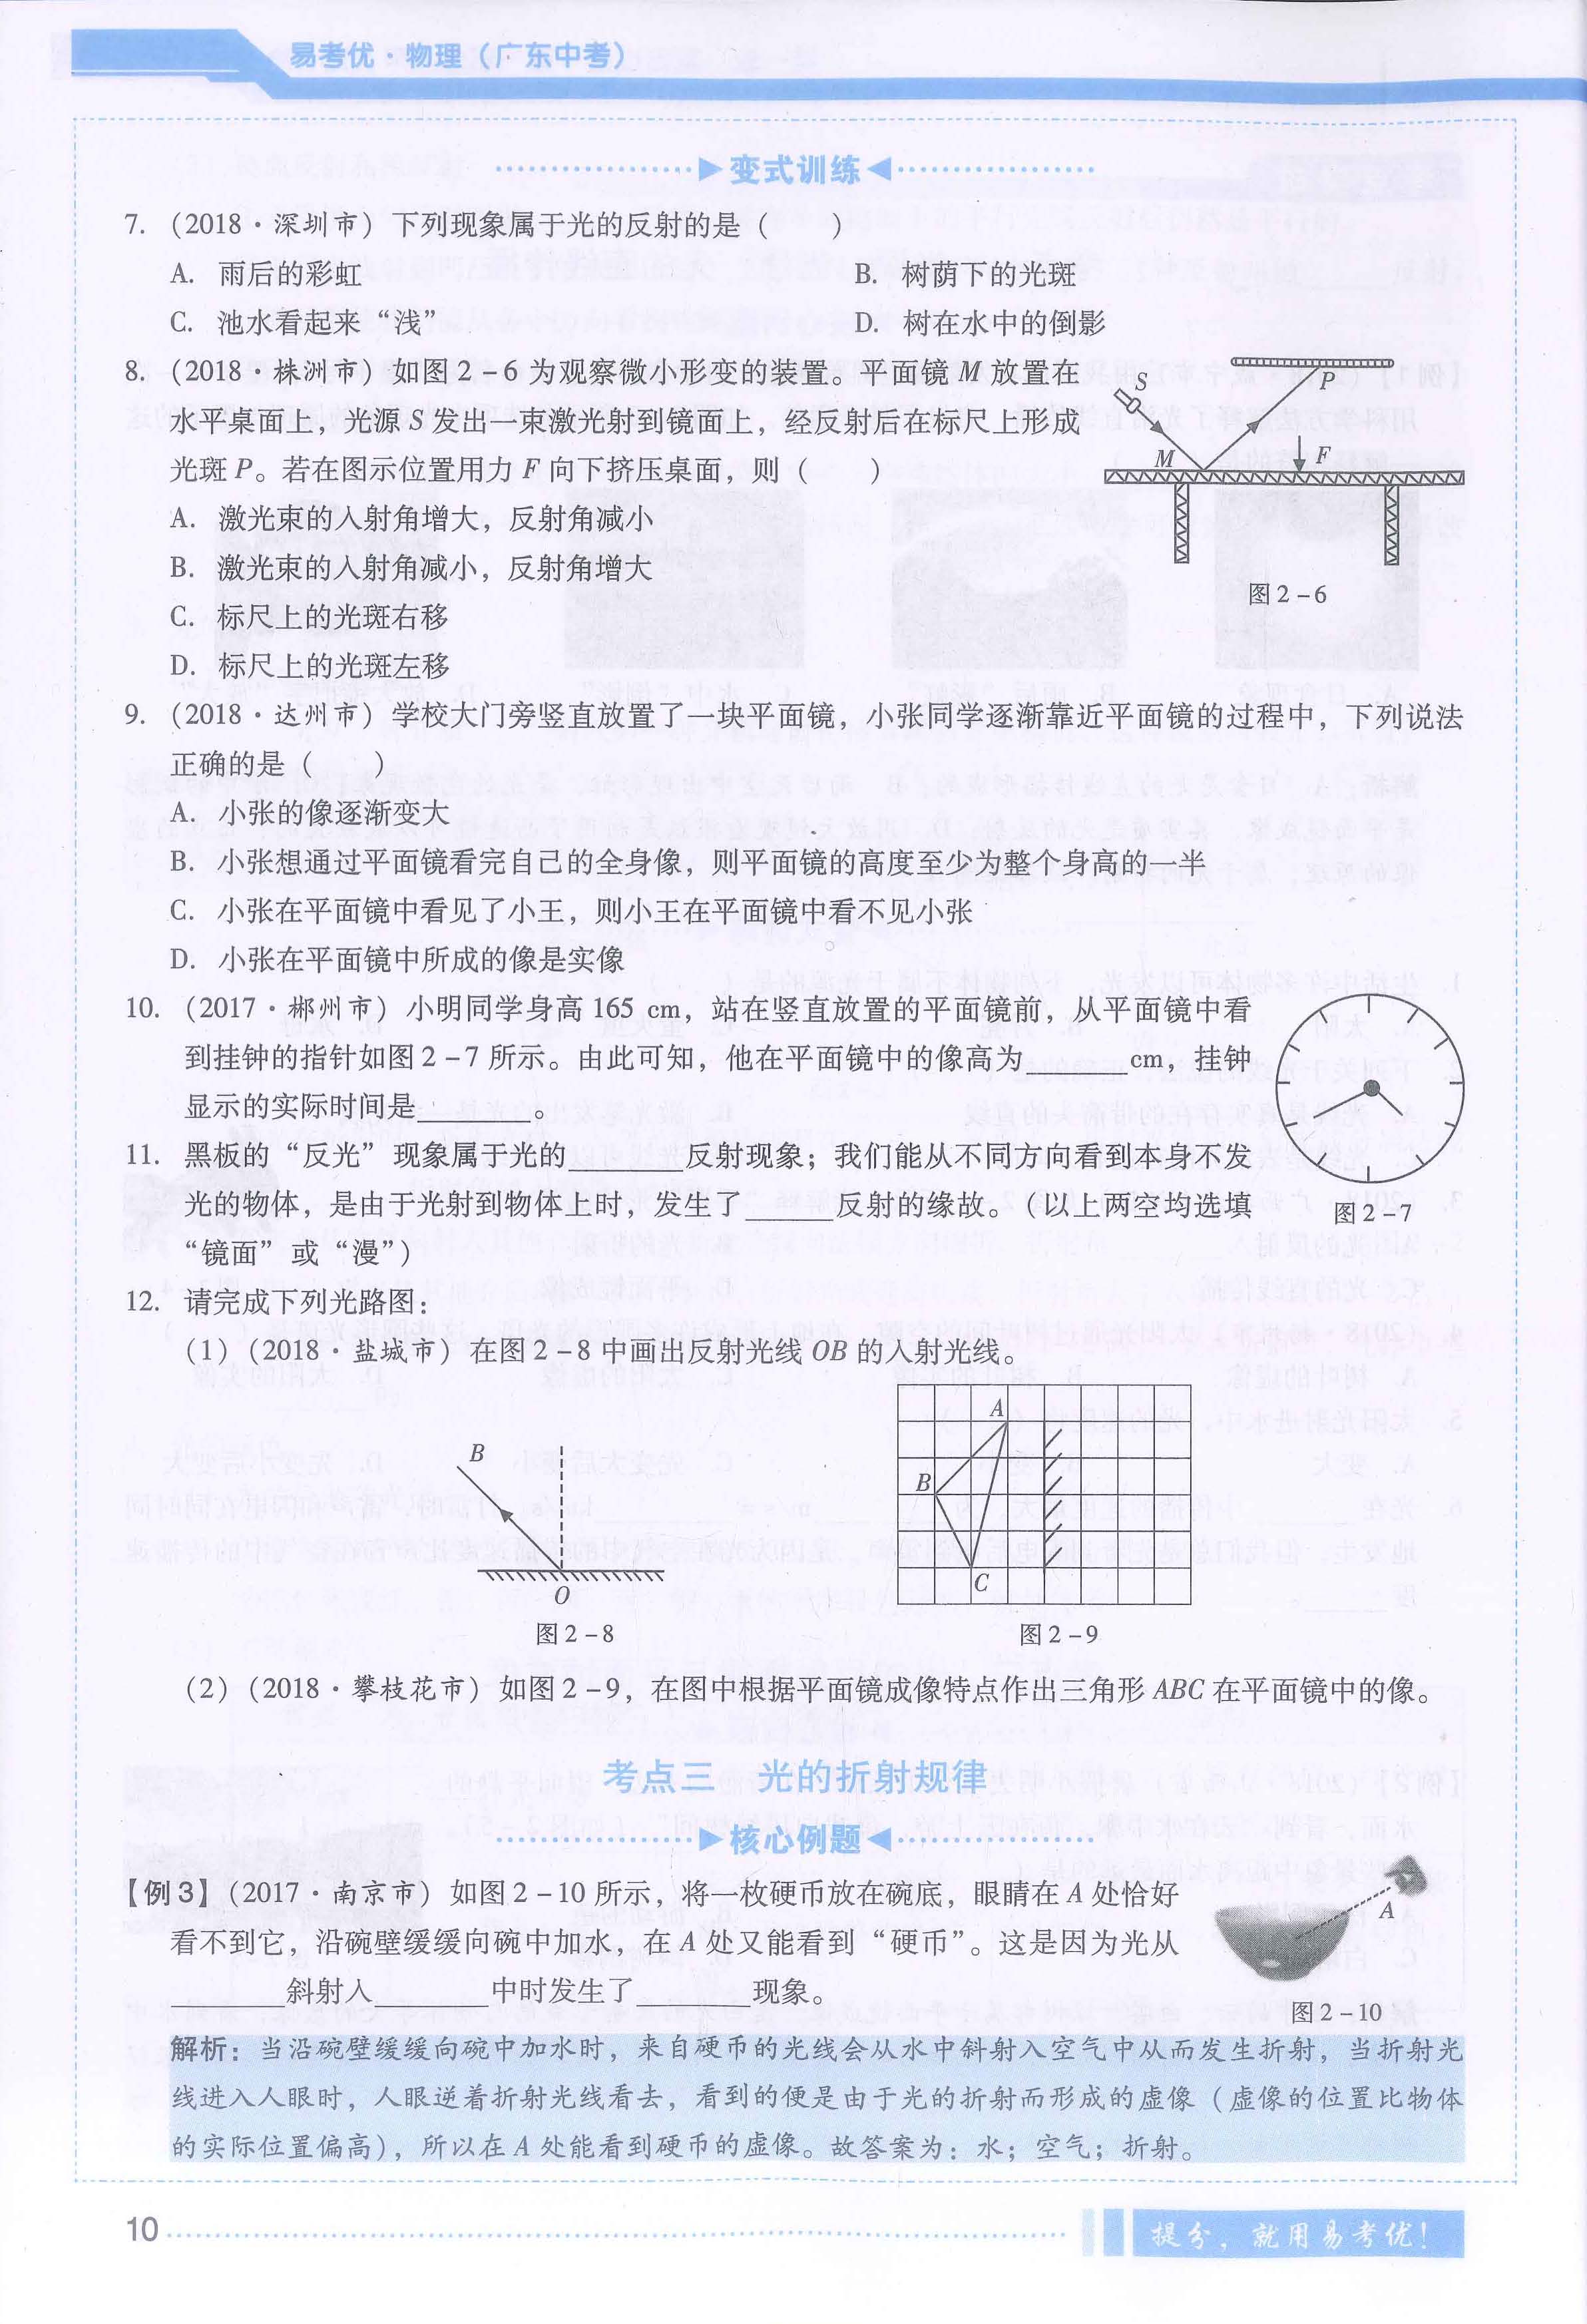 易考优·物理（广东中考）
变式训练
7. （2018·深圳市）下列现象属于光的反射的是（　　）
A. 雨后的彩虹　　B. 树荫下的光斑
C. 池水看起来“浅”　　D. 树在水中的倒影
8. （2018·株洲市）如图2-6为观察微小形变的装置。平面镜M放置在
水平桌面上，光源S发出一束激光射到镜面上，经反射后在标尺上形成
光斑P。若在图示位置用力F向下挤压桌面，则（　　）
A. 激光束的入射角增大，反射角减小
B. 激光束的入射角减小，反射角增大
C. 标尺上的光斑右移
D. 标尺上的光斑左移
S
P
M
F
图2-6
9. （2018·达州市）学校大门旁竖直放置了一块平面镜，小张同学逐渐靠近平面镜的过程中，下列说法
正确的是（　　）
A. 小张的像逐渐变大
B. 小张想通过平面镜看完自己的全身像，则平面镜的高度至少为整个身高的一半
C. 小张在平面镜中看见了小王，则小王在平面镜中看不见小张
D. 小张在平面镜中所成的像是实像
10. （2017·郴州市）小明同学身高165 cm，站在竖直放置的平面镜前，从平面镜中看
到挂钟的指针如图2-7所示。由此可知，他在平面镜中的像高为______cm，挂钟
显示的实际时间是______。
图2-7
11. 黑板的“反光”现象属于光的______反射现象；我们能从不同方向看到本身不发
光的物体，是由于光射到物体上时，发生了______反射的缘故。（以上两空均选填
“镜面”或“漫”）
12. 请完成下列光路图：
（1）（2018·盐城市）在图2-8中画出反射光线OB的入射光线。
B
O
图2-8
A
B
C
图2-9
（2）（2018·攀枝花市）如图2-9，在图中根据平面镜成像特点作出三角形ABC在平面镜中的像。
考点三　光的折射规律
核心例题
【例3】（2017·南京市）如图2-10所示，将一枚硬币放在碗底，眼睛在A处恰好
看不到它，沿碗壁缓缓向碗中加水，在A处又能看到“硬币”。这是因为光从
______斜射入______中时发生了______现象。
A
图2-10
解析：当沿碗壁缓缓向碗中加水时，来自硬币的光线会从水中斜射入空气中从而发生折射，当折射光
线进入人眼时，人眼逆着折射光线看去，看到的便是由于光的折射而形成的虚像（虚像的位置比物体
的实际位置偏高），所以在A处能看到硬币的虚像。故答案为：水；空气；折射。
10
提分，就用易考优！